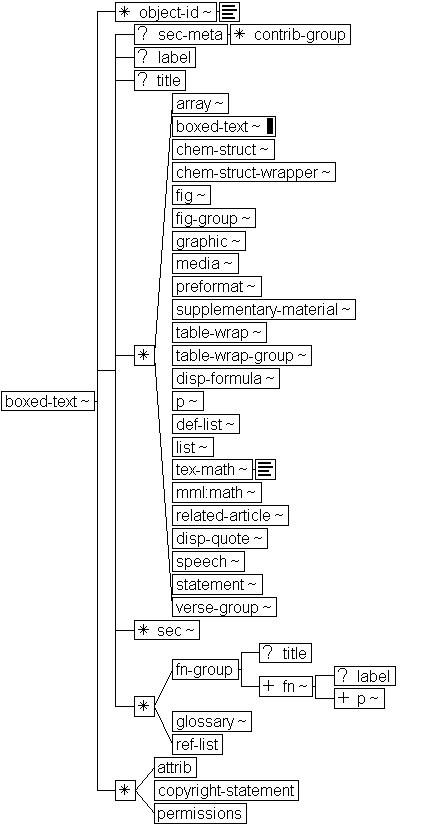 * object-id ~
? sec-meta * contrib-group
? label
? title
array ~
boxed-text ~
chem-struct ~
chem-struct-wrapper ~
fig ~
fig-group ~
graphic ~
media ~
preformat ~
supplementary-material ~
table-wrap ~
* table-wrap-group ~
disp-formula ~
boxed-text ~ p ~
def-list ~
list ~
tex-math ~
mml:math ~
related-article ~
disp-quote ~
speech ~
statement ~
verse-group ~
* sec ~
? title
fn-group
? label
+ fn ~
+ p ~
*
glossary ~
ref-list
attrib
* copyright-statement
permissions